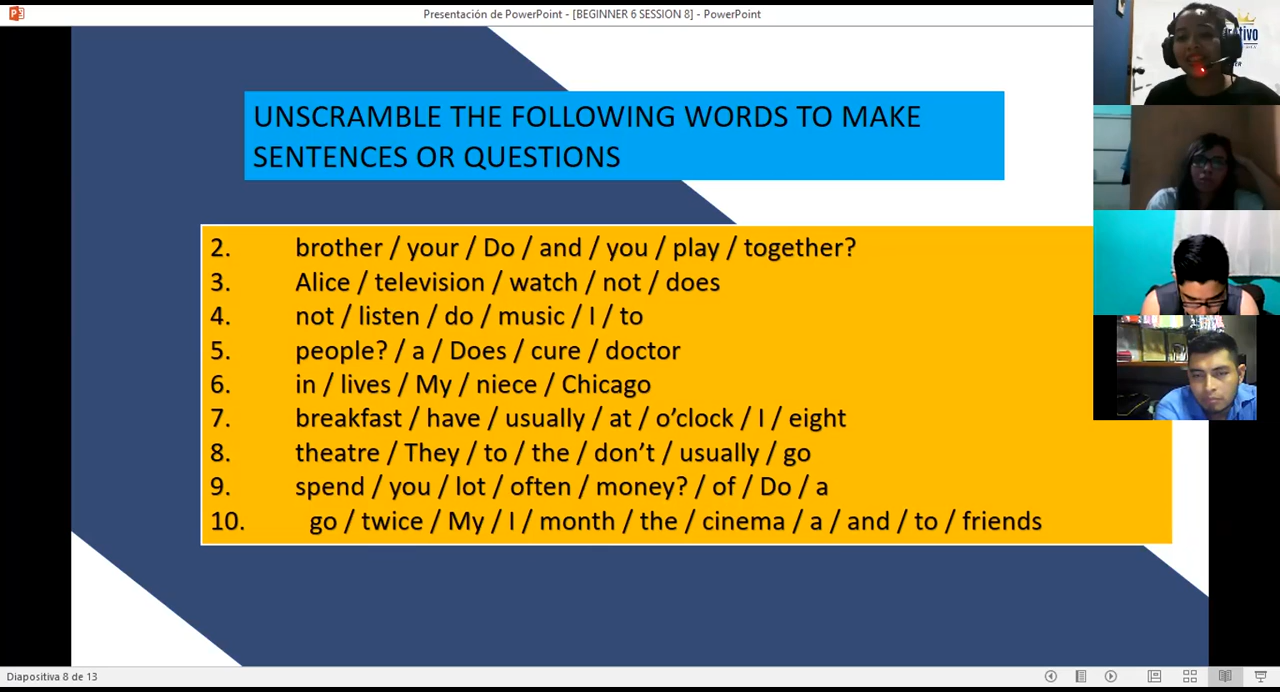 Presentación de PowerPoint - [BEGINNER 6 SESSION 8] - PowerPoint
UNSCRAMBLE THE FOLLOWING WORDS TO MAKE
SENTENCES OR QUESTIONS
2. brother / your / Do / and / you / play / together?
3. Alice / television / watch / not / does
4. not / listen / do / music / I / to
5. people? / a / Does / cure / doctor
6. in / lives / My / niece / Chicago
7. breakfast / have / usually / at / o’clock / I / eight
8. theatre / They / to / the / don’t / usually / go
9. spend / you / lot / often / money? / of / Do / a
10. go / twice / My / I / month / the / cinema / a / and / to / friends
Diapositiva 8 de 13